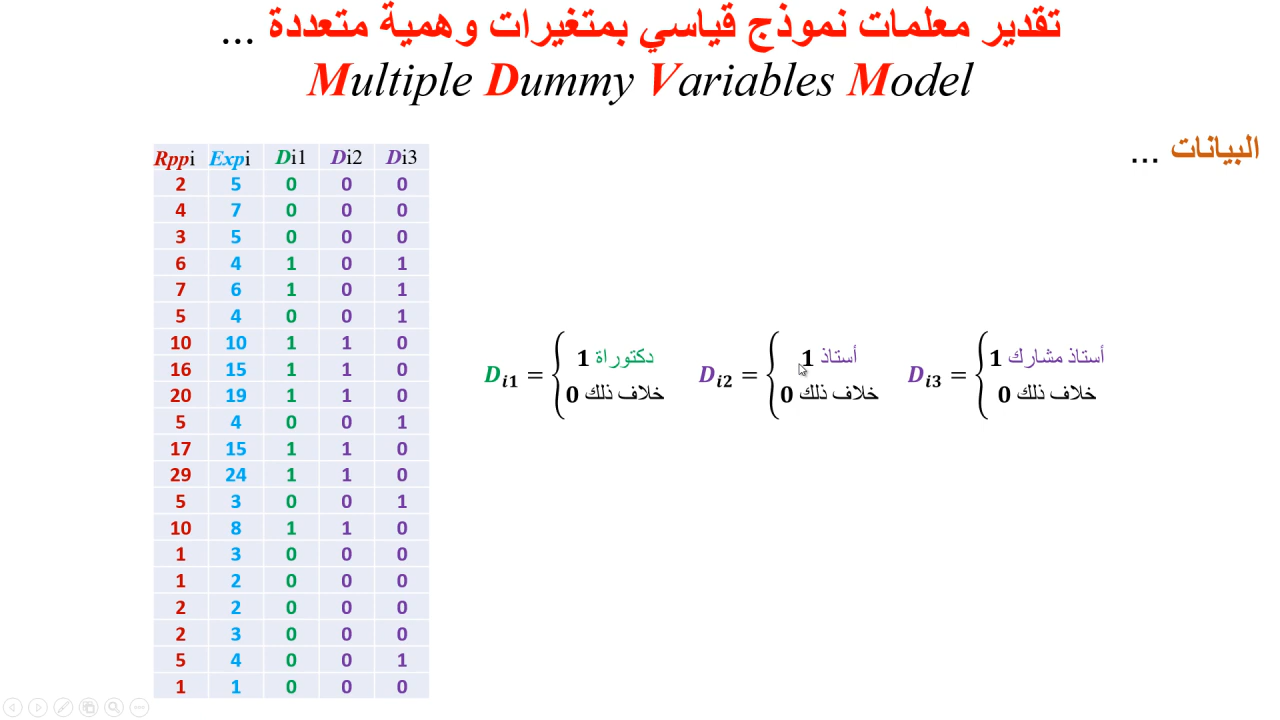 تقدير معلمات نموذج قياسي بمتغيرات وهمية متعددة ...
Multiple Dummy Variables Model
البيانات ...
Rppi Expi Di1 Di2 Di3
2 5 0 0 0
4 7 0 0 0
3 5 0 0 0
6 4 1 0 1
7 6 1 0 1
5 4 0 0 1
10 10 1 1 0
16 15 1 1 0
20 19 1 1 0
5 4 0 0 1
17 15 1 1 0
29 24 1 1 0
5 3 0 0 1
10 8 1 1 0
1 3 0 0 0
1 2 0 0 0
2 2 0 0 0
2 3 0 0 0
5 4 0 0 1
1 1 0 0 0
Di1 =
1 دكتوراة
0 خلاف ذلك
Di2 =
1 أستاذ
0 خلاف ذلك
Di3 =
1 أستاذ مشارك
0 خلاف ذلك